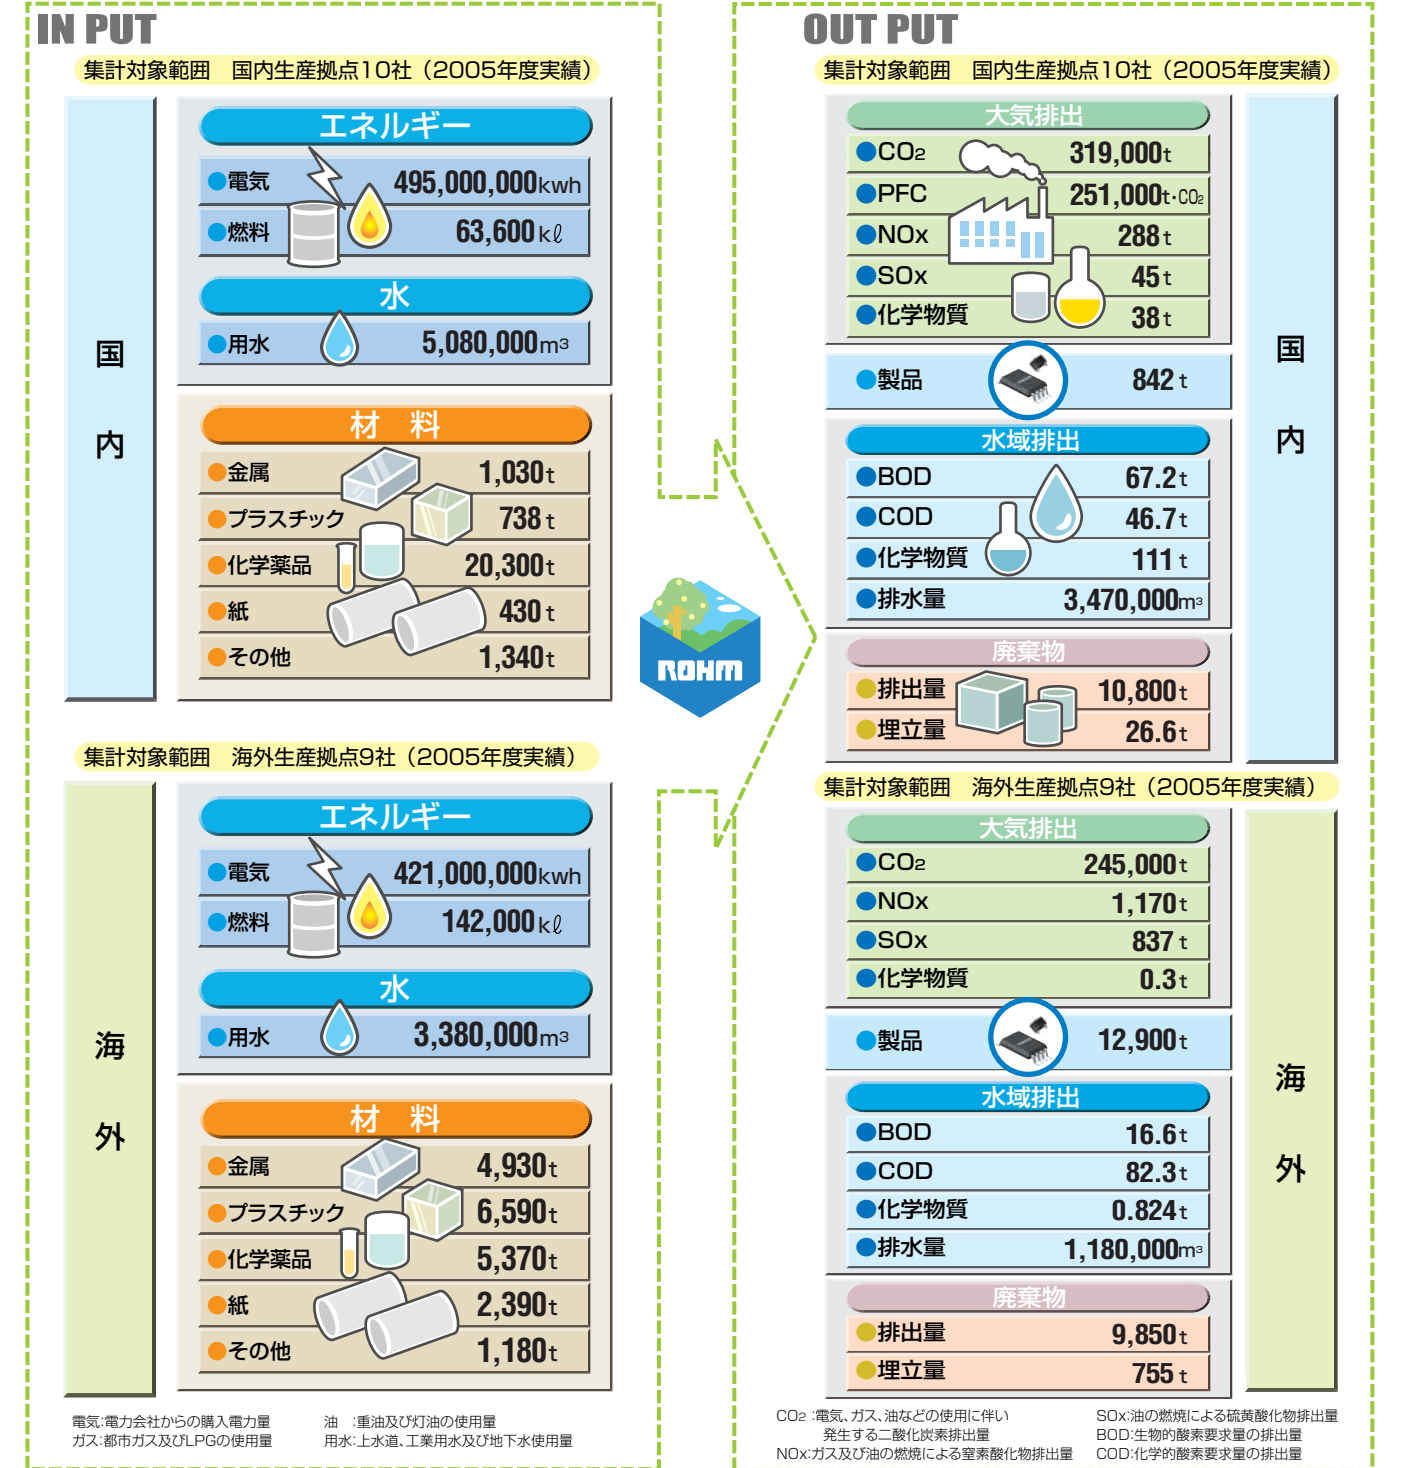 IN PUT
集計対象範囲　国内生産拠点10社（2005年度実績）
国内
エネルギー
●電気 495,000,000kwh
●燃料 63,600kℓ
水
●用水 5,080,000m3
材　料
●金属 1,030t
●プラスチック 738t
●化学薬品 20,300t
●紙 430t
●その他 1,340t
集計対象範囲　海外生産拠点9社（2005年度実績）
海外
エネルギー
●電気 421,000,000kwh
●燃料 142,000kℓ
水
●用水 3,380,000m3
材　料
●金属 4,930t
●プラスチック 6,590t
●化学薬品 5,370t
●紙 2,390t
●その他 1,180t
電気:電力会社からの購入電力量
ガス:都市ガス及びLPGの使用量
油　:重油及び灯油の使用量
用水:上水道、工業用水及び地下水使用量
ROHM
OUT PUT
集計対象範囲　国内生産拠点10社（2005年度実績）
大気排出
●CO2 319,000t
●PFC 251,000t・CO2
●NOx 288t
●SOx 45t
●化学物質 38t
●製品 842t
水域排出
●BOD 67.2t
●COD 46.7t
●化学物質 111t
●排水量 3,470,000m3
廃棄物
●排出量 10,800t
●埋立量 26.6t
国内
集計対象範囲　海外生産拠点9社（2005年度実績）
大気排出
●CO2 245,000t
●NOx 1,170t
●SOx 837t
●化学物質 0.3t
●製品 12,900t
水域排出
●BOD 16.6t
●COD 82.3t
●化学物質 0.824t
●排水量 1,180,000m3
廃棄物
●排出量 9,850t
●埋立量 755t
海外
CO2:電気、ガス、油などの使用に伴い
発生する二酸化炭素排出量
NOx:ガス及び油の燃焼による窒素酸化物排出量
SOx:油の燃焼による硫黄酸化物排出量
BOD:生物的酸素要求量の排出量
COD:化学的酸素要求量の排出量